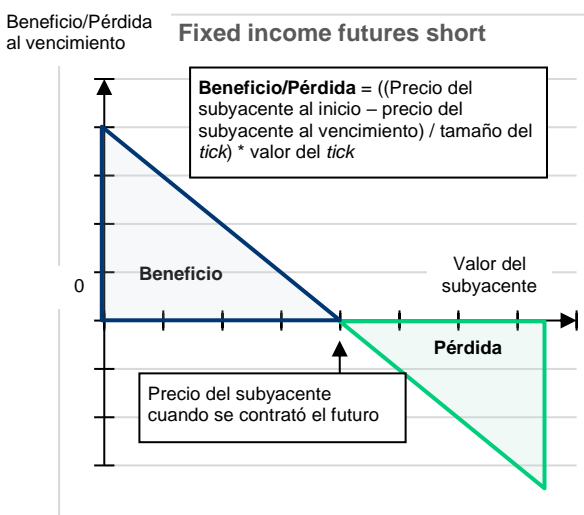 Beneficio/Pérdida
al vencimiento
Fixed income futures short
Beneficio/Pérdida = ((Precio del
subyacente al inicio – precio del
subyacente al vencimiento) / tamaño del
tick) * valor del tick
Beneficio
0
Valor del
subyacente
Pérdida
Precio del subyacente
cuando se contrató el futuro